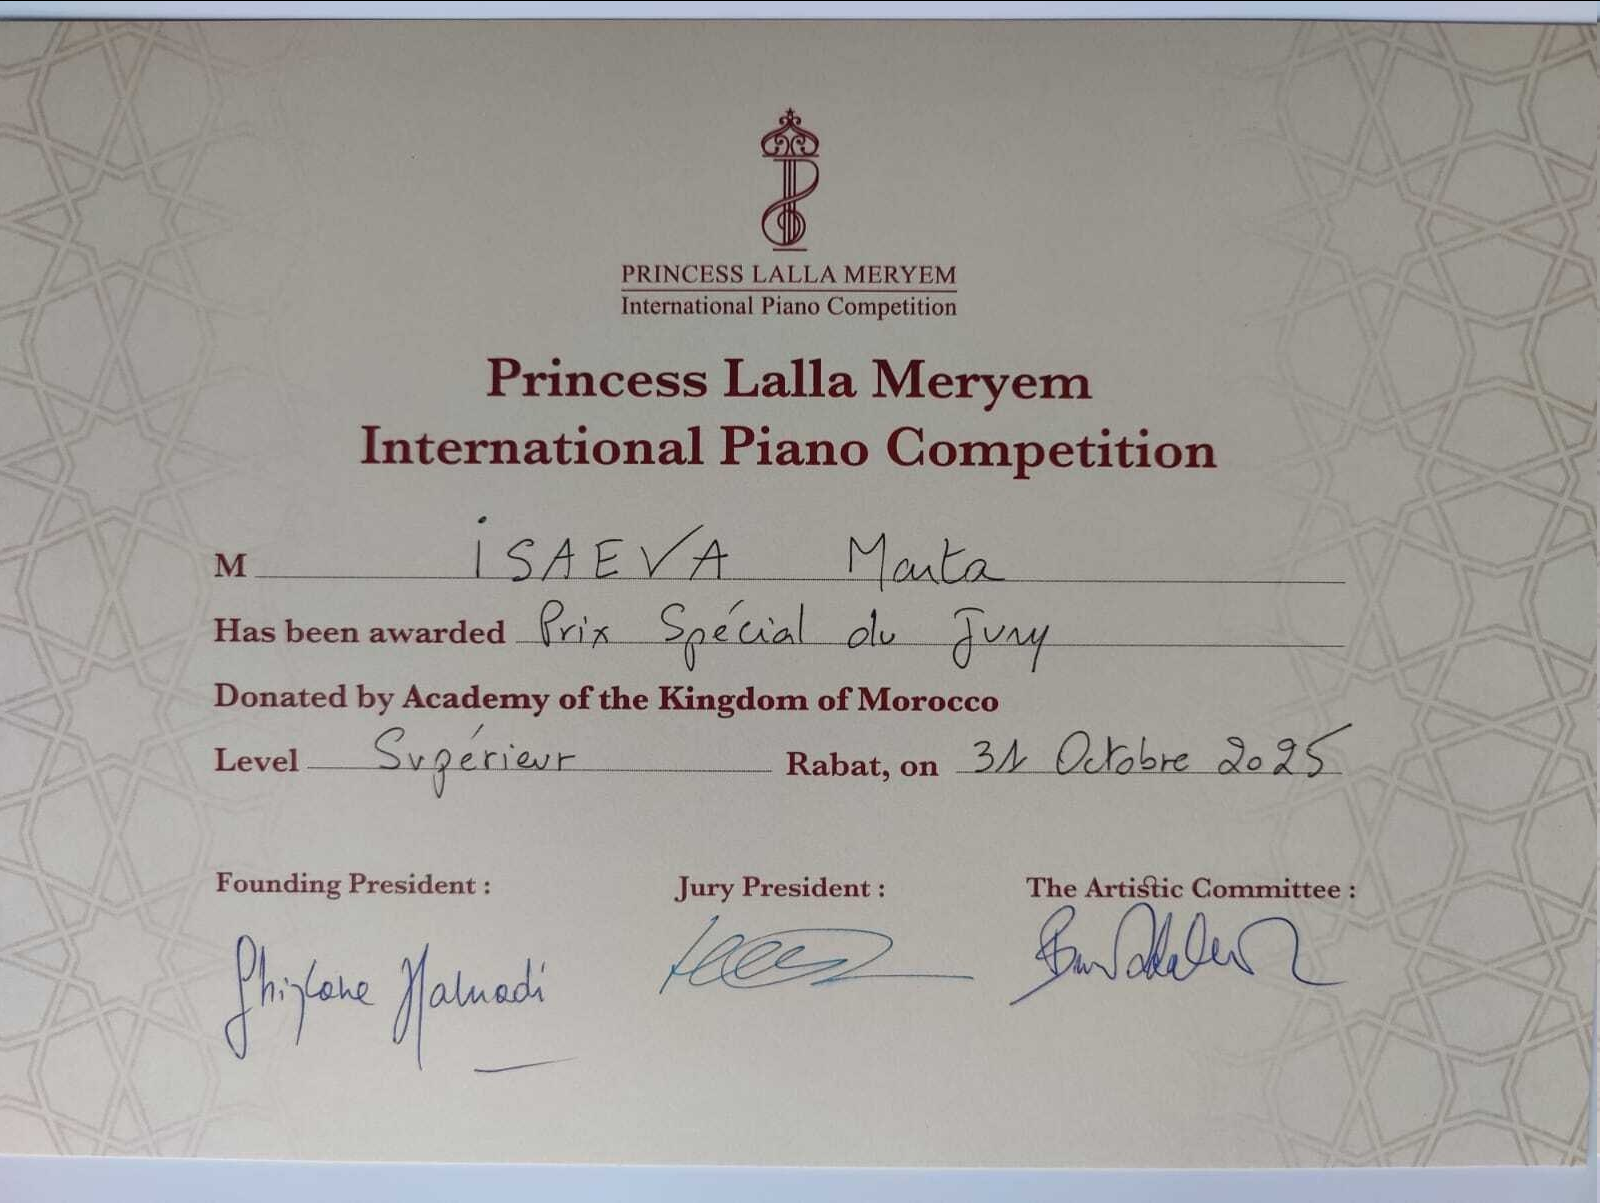 PRINCESS LALLA MERYEM
International Piano Competition
Princess Lalla Meryem
International Piano Competition
M ISAEVA Marta
Has been awarded Prix Spécial du Jury
Donated by Academy of the Kingdom of Morocco
Level Supérieur Rabat, on 31 Octobre 2025
Founding President : Jury President : The Artistic Committee :
Ghizlane Hamadi